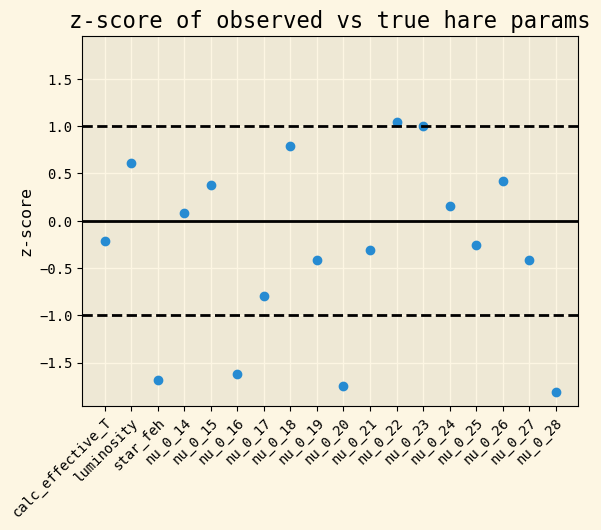 z-score of observed vs true hare params
z-score
1.5
1.0
0.5
0.0
−0.5
−1.0
−1.5
calc_effective_T
luminosity
star_feh
nu_0_14
nu_0_15
nu_0_16
nu_0_17
nu_0_18
nu_0_19
nu_0_20
nu_0_21
nu_0_22
nu_0_23
nu_0_24
nu_0_25
nu_0_26
nu_0_27
nu_0_28